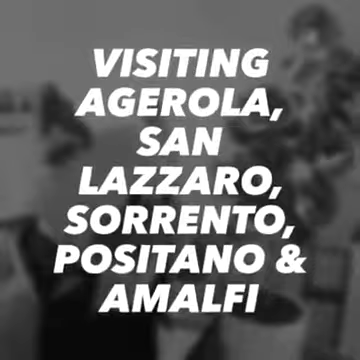 VISITING
AGEROLA,
SAN
LAZZARO,
SORRENTO,
POSITANO &
AMALFI